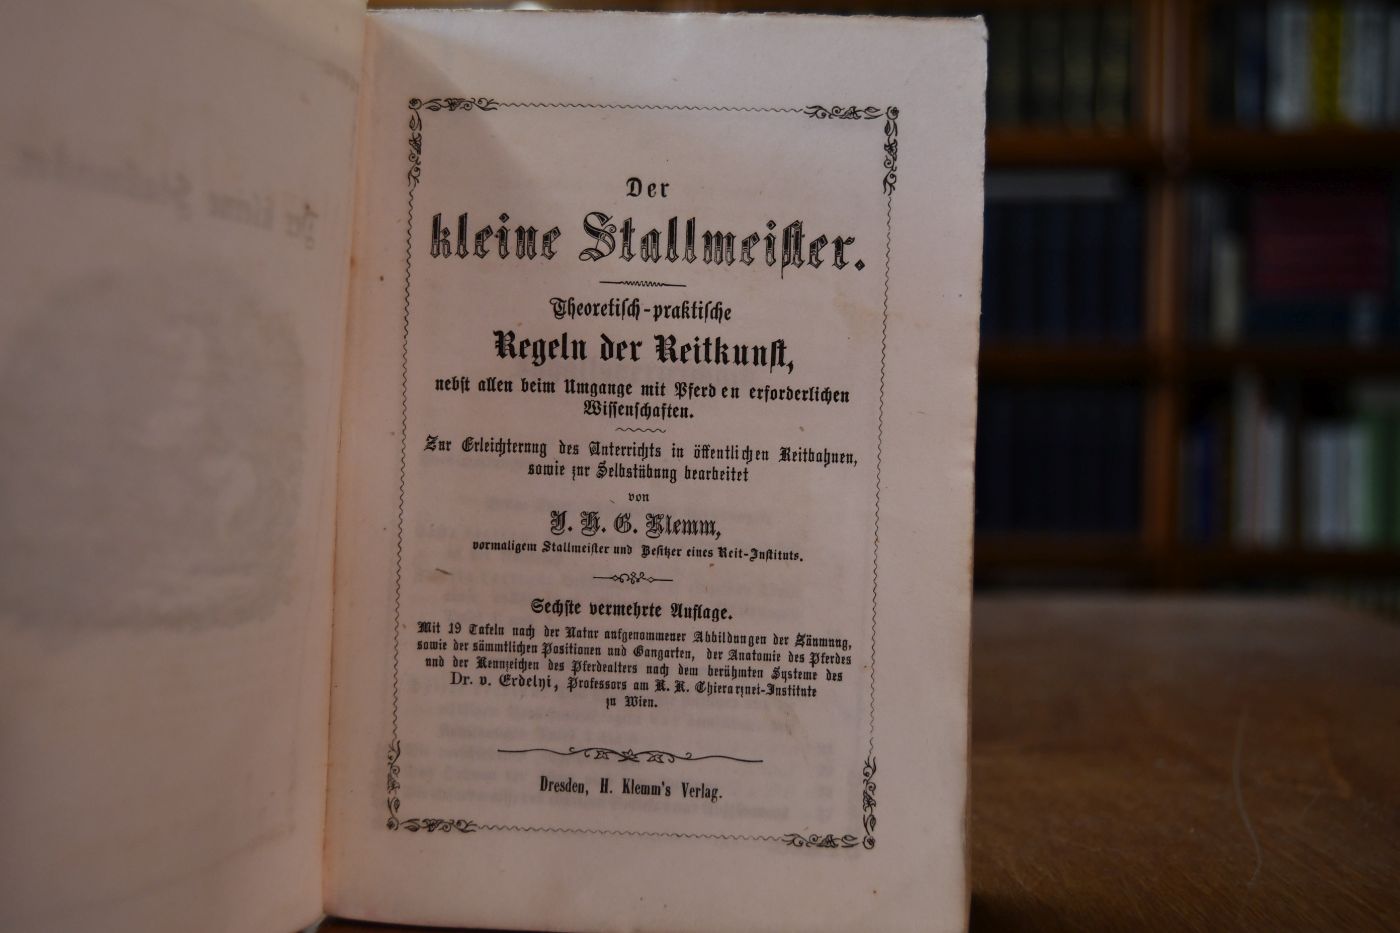 Der
kleine Stallmeister.
Theoretisch-praktische
Regeln der Reitkunst,
nebst allen beim Umgange mit Pferden erforderlichen
Wissenschaften.
Zur Erleichterung des Unterrichts in öffentlichen Reitbahnen,
sowie zur Selbstübung bearbeitet
von
J. H. G. Klemm,
vormaligem Stallmeister und Besitzer eines Reit-Instituts.
Sechste vermehrte Auflage.
Mit 19 Tafeln nach der Natur aufgenommener Abbildungen der Zäumung,
sowie der sämmtlichen Positionen und Gangarten, der Anatomie des Pferdes
und der Kennzeichen des Pferdealters nach dem berühmten Systeme des
Dr. v. Erdelyi, Professors am K. K. Thierarznei-Institute
zu Wien.
Dresden, H. Klemm's Verlag.